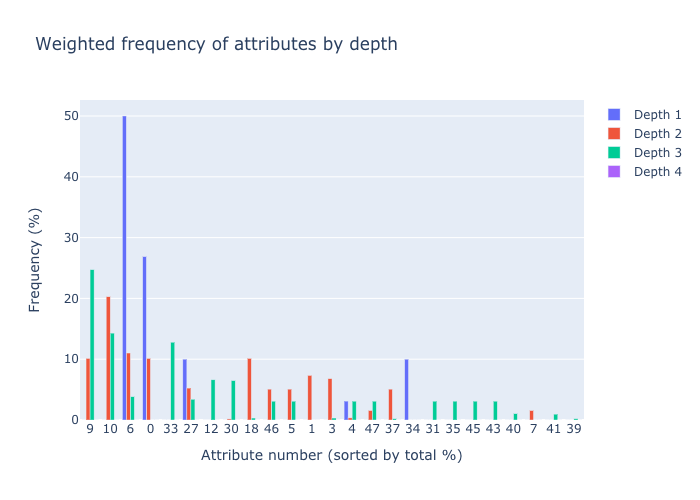 Weighted frequency of attributes by depth
Depth 1
Depth 2
Depth 3
Depth 4
Frequency (%)
50
40
30
20
10
0
9 10 6 0 33 27 12 30 18 46 5 1 3 4 47 37 34 31 35 45 43 40 7 41 39
Attribute number (sorted by total %)